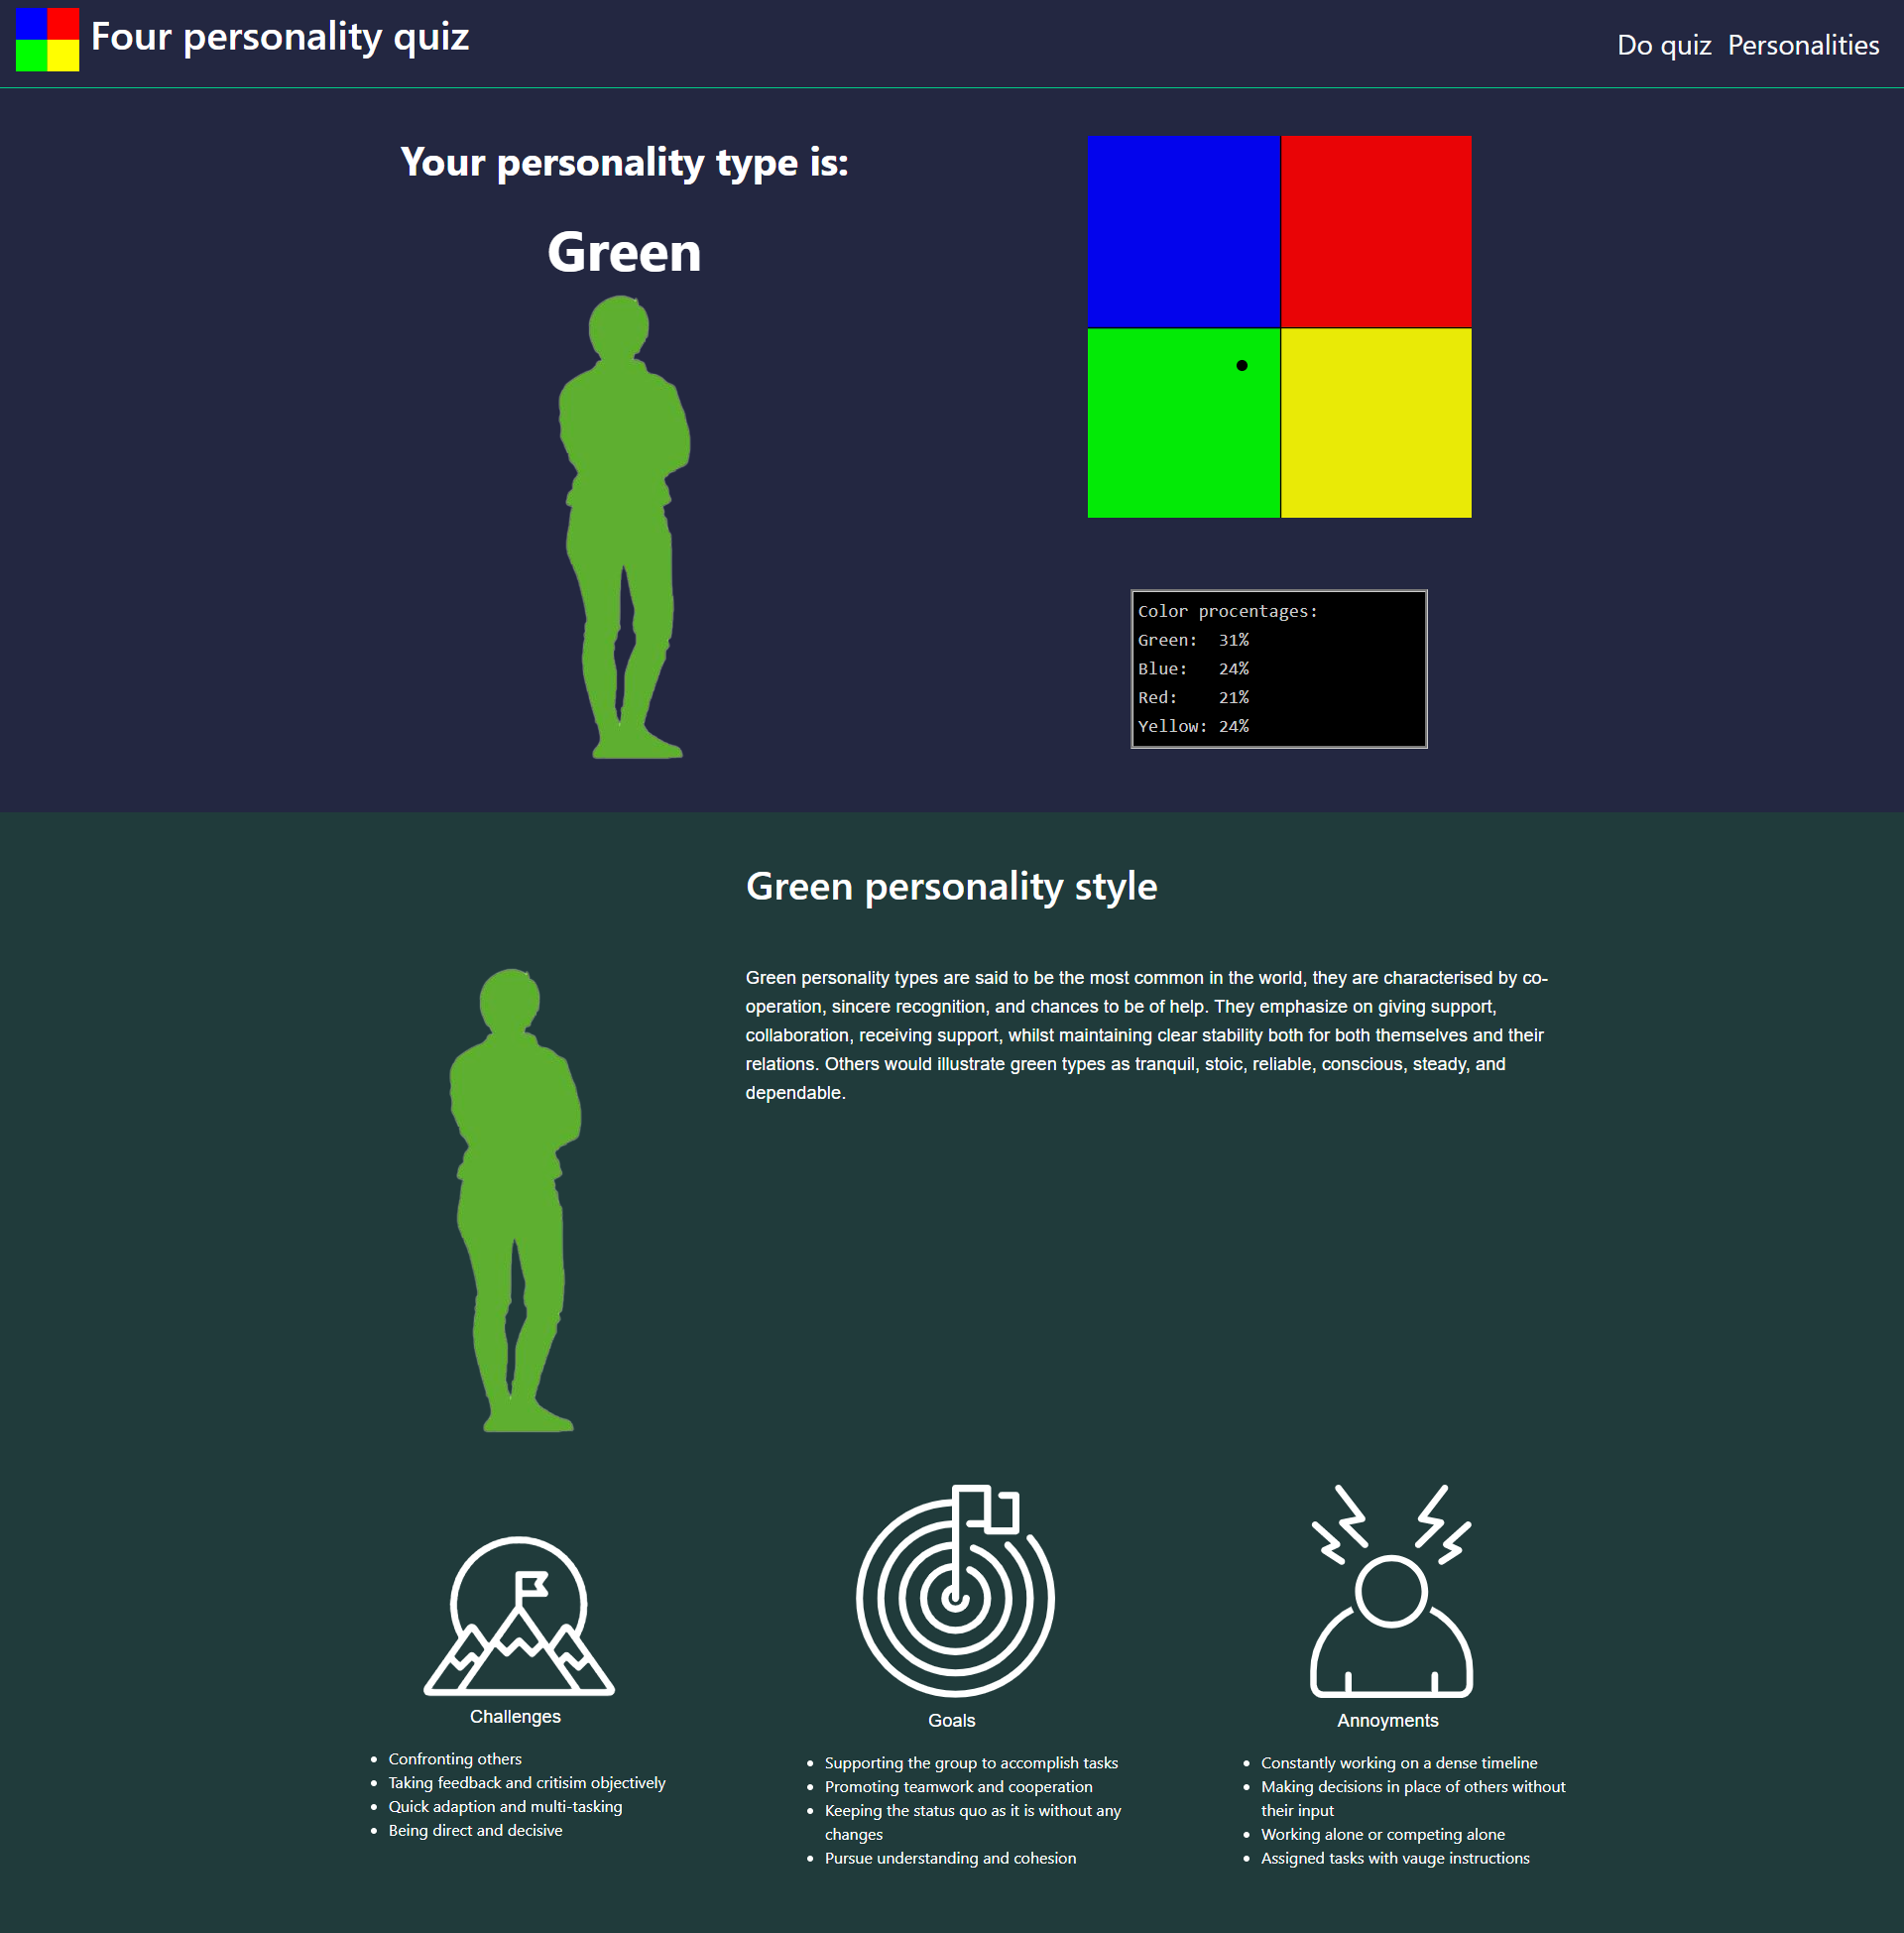 Four personality quiz
Do quiz Personalities
Your personality type is:
Green
Color procentages:
Green: 31%
Blue: 24%
Red: 21%
Yellow: 24%
Green personality style
Green personality types are said to be the most common in the world, they are characterised by co-
operation, sincere recognition, and chances to be of help. They emphasize on giving support,
collaboration, receiving support, whilst maintaining clear stability both for both themselves and their
relations. Others would illustrate green types as tranquil, stoic, reliable, conscious, steady, and
dependable.
Challenges
• Confronting others
• Taking feedback and critisim objectively
• Quick adaption and multi-tasking
• Being direct and decisive
Goals
• Supporting the group to accomplish tasks
• Promoting teamwork and cooperation
• Keeping the status quo as it is without any
changes
• Pursue understanding and cohesion
Annoyments
• Constantly working on a dense timeline
• Making decisions in place of others without
their input
• Working alone or competing alone
• Assigned tasks with vauge instructions